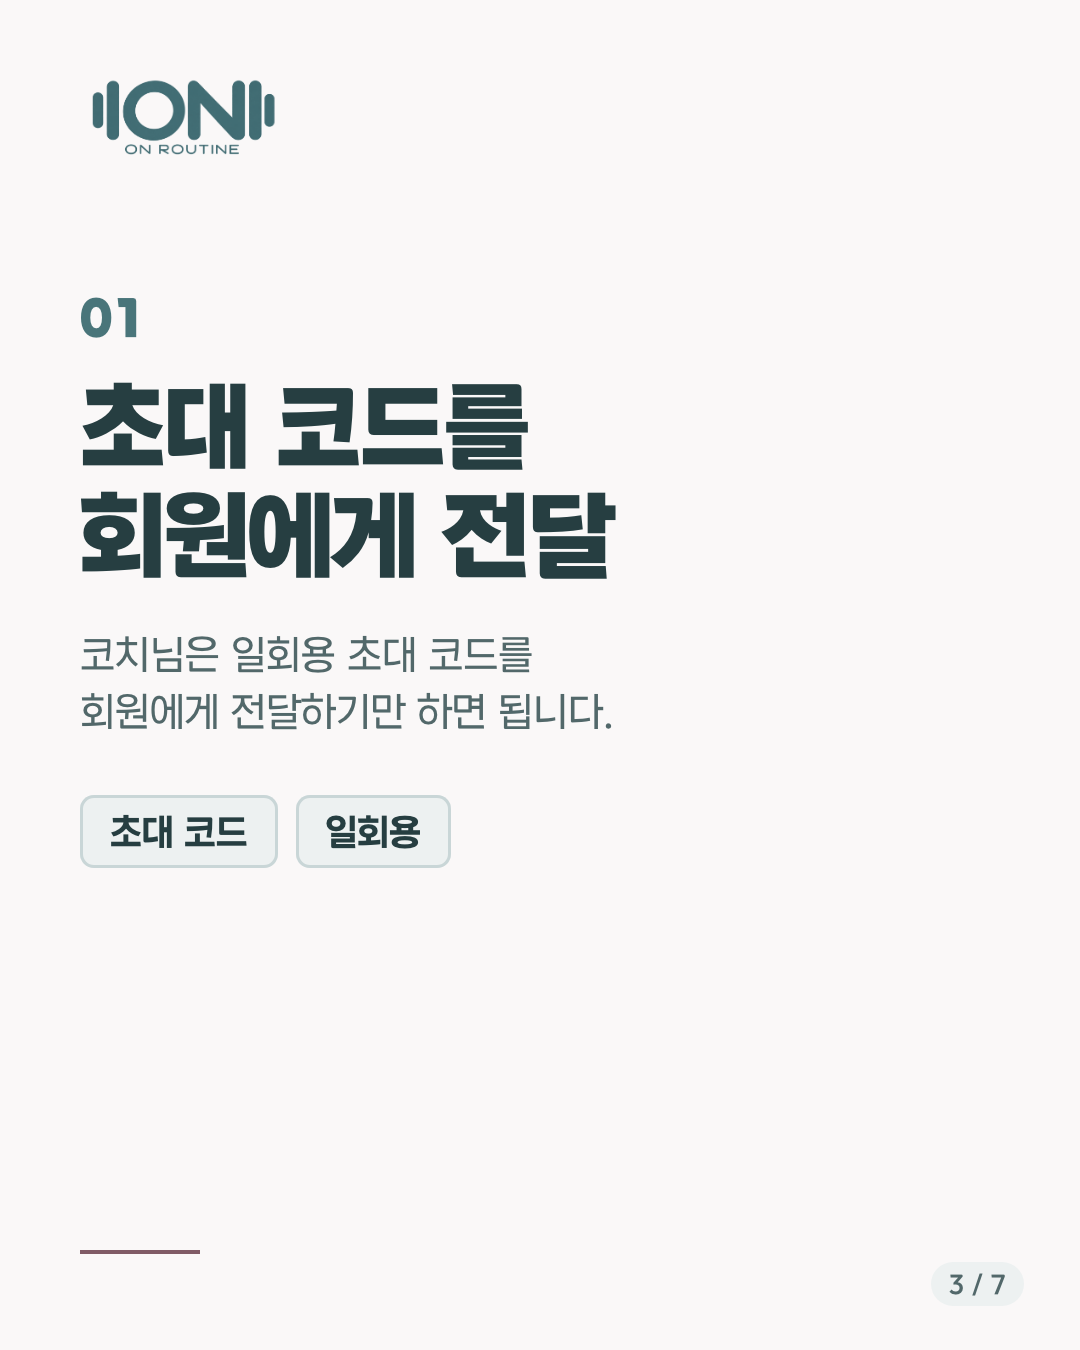 ION
ON ROUTINE
01
초대 코드를
회원에게 전달
코치님은 일회용 초대 코드를
회원에게 전달하기만 하면 됩니다.
초대 코드 일회용
3 / 7